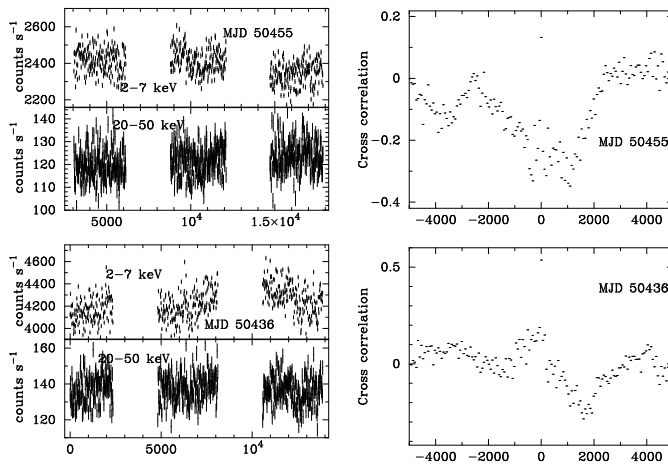 counts s⁻¹
2600
2400
2200
MJD 50455
2−7 keV
counts s⁻¹
140
130
120
110
100
20−50 keV
5000
10⁴
1.5×10⁴
Cross correlation
0.2
0
−0.2
−0.4
MJD 50455
−4000
−2000
0
2000
4000
counts s⁻¹
4600
4400
4200
4000
2−7 keV
MJD 50436
counts s⁻¹
160
140
120
20−50 keV
0
5000
10⁴
Cross correlation
0.5
0
MJD 50436
−4000
−2000
0
2000
4000